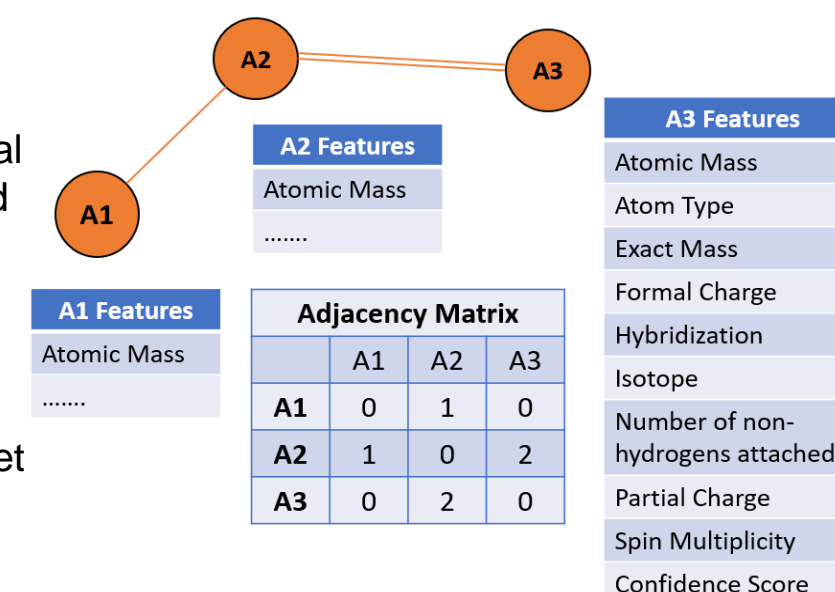 A2
A3
al
d
A1
A2 Features
Atomic Mass
.......
A1 Features
Atomic Mass
.......
et
Adjacency Matrix
A1 A2 A3
A1 0 1 0
A2 1 0 2
A3 0 2 0
A3 Features
Atomic Mass
Atom Type
Exact Mass
Formal Charge
Hybridization
Isotope
Number of non-
hydrogens attached
Partial Charge
Spin Multiplicity
Confidence Score